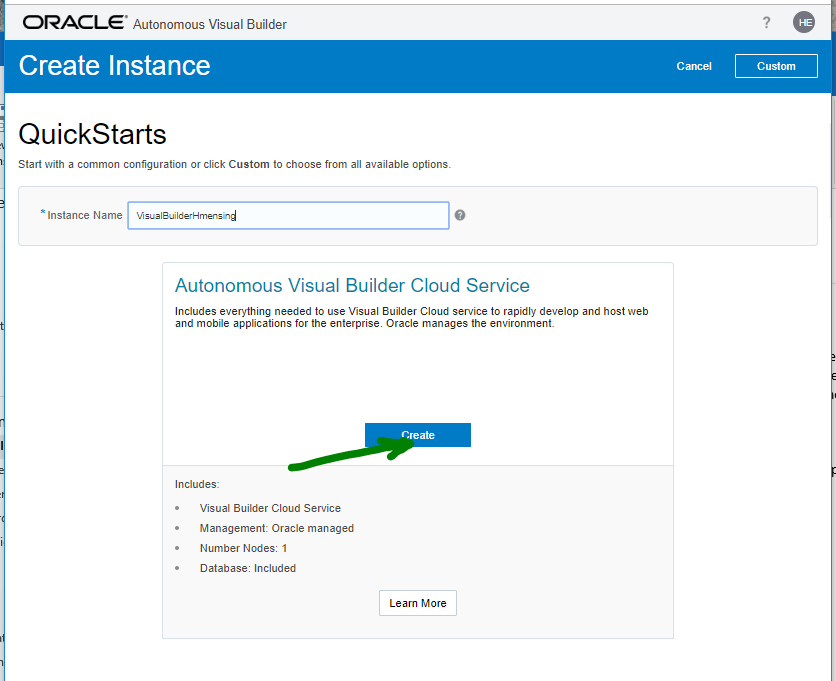 ORACLE® Autonomous Visual Builder ? HE
Create Instance Cancel Custom
QuickStarts
Start with a common configuration or click Custom to choose from all available options.
*Instance Name VisualBuilderHmensing ?
Autonomous Visual Builder Cloud Service
Includes everything needed to use Visual Builder Cloud service to rapidly develop and host web
and mobile applications for the enterprise. Oracle manages the environment.
Create
Includes:
• Visual Builder Cloud Service
• Management: Oracle managed
• Number Nodes: 1
• Database: Included
Learn More